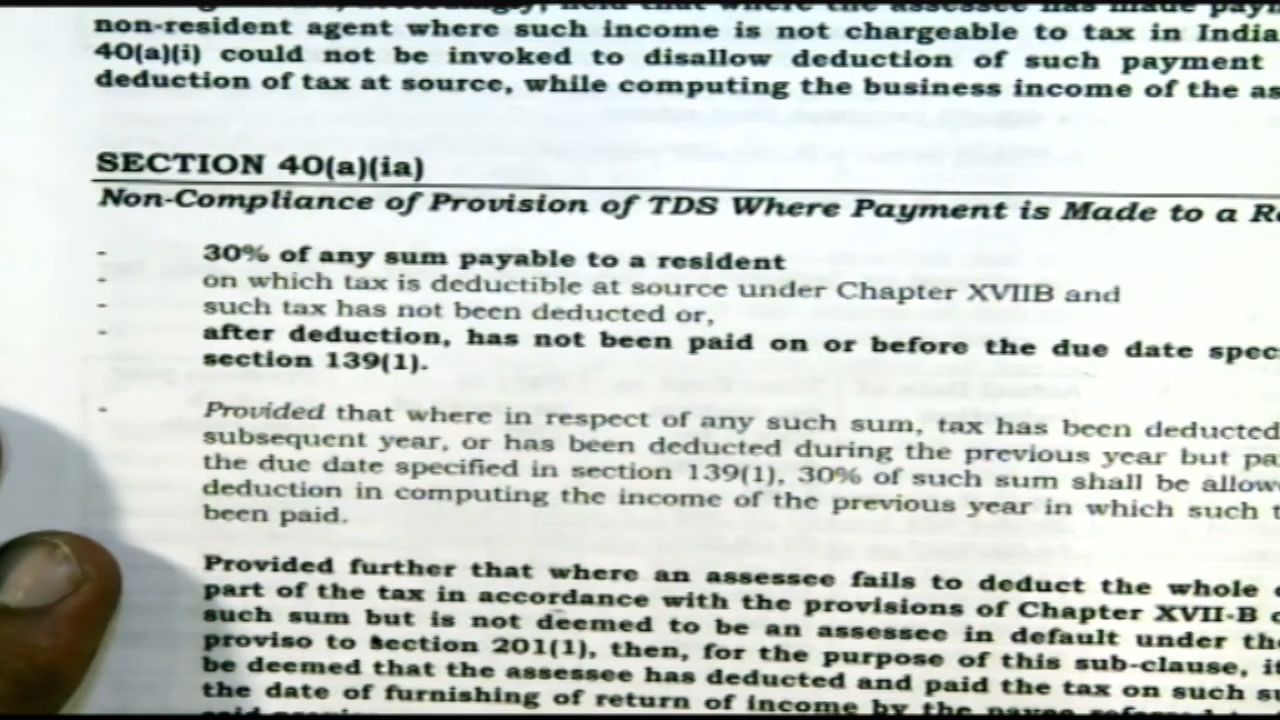 non-resident agent where such income is not chargeable to tax in India
40(a)(i) could not be invoked to disallow deduction of such payment
deduction of tax at source, while computing the business income of the as
SECTION 40(a)(ia)
Non-Compliance of Provision of TDS Where Payment is Made to a Re
- 30% of any sum payable to a resident
- on which tax is deductible at source under Chapter XVIIB and
- such tax has not been deducted or,
- after deduction, has not been paid on or before the due date spec
section 139(1).
- Provided that where in respect of any such sum, tax has been deducted
subsequent year, or has been deducted during the previous year but pa
the due date specified in section 139(1), 30% of such sum shall be allow
deduction in computing the income of the previous year in which such t
been paid.
Provided further that where an assessee fails to deduct the whole
part of the tax in accordance with the provisions of Chapter XVII-B
such sum but is not deemed to be an assessee in default under the
proviso to section 201(1), then, for the purpose of this sub-clause, i
be deemed that the assessee has deducted and paid the tax on such su
the date of furnishing of return of income by the payee